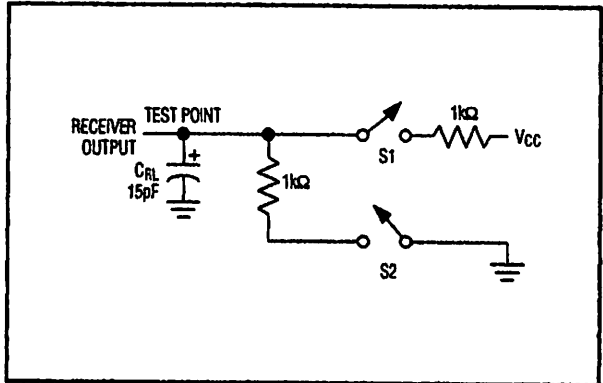 RECEIVER
OUTPUT
TEST POINT
+
CRL
15pF
1kΩ
S1
1kΩ
VCC
S2